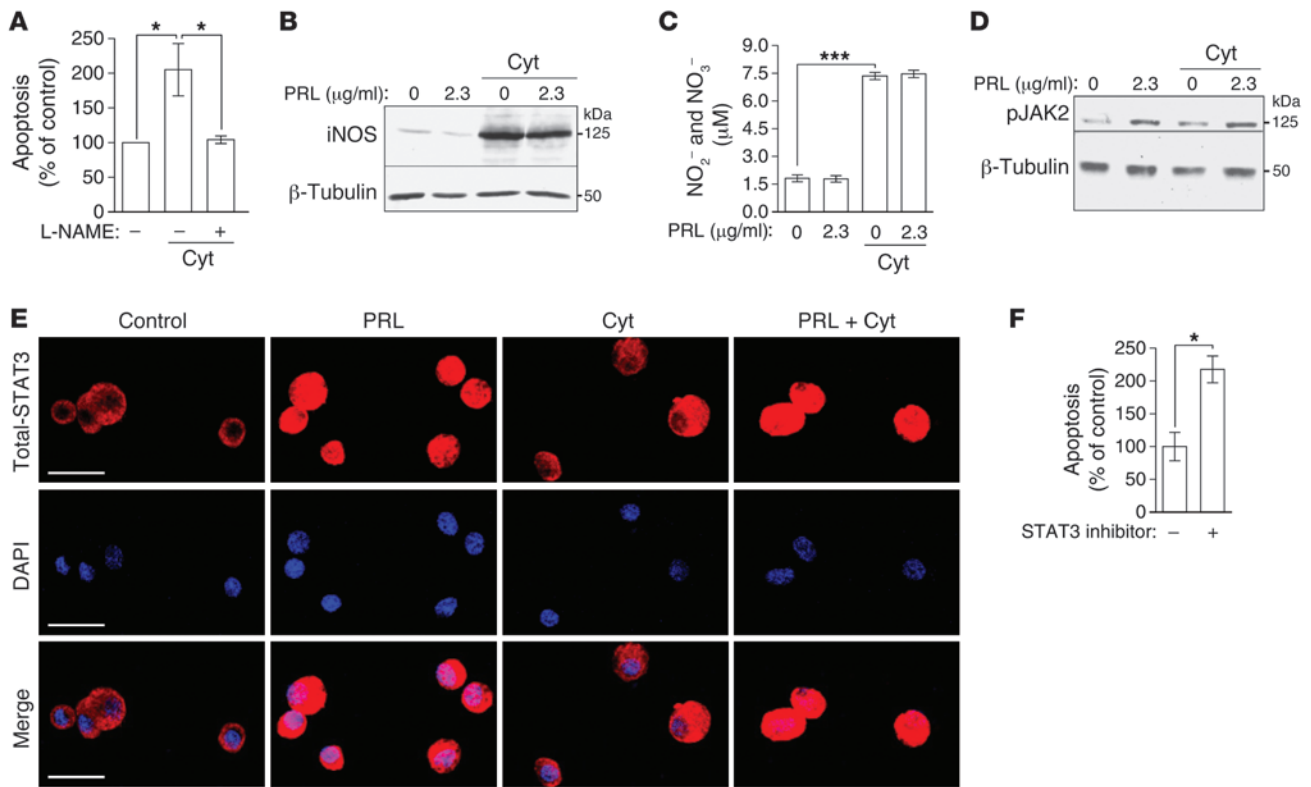 A
Apoptosis
(% of control)
250
200
150
100
50
0
* *
L-NAME: – – +
Cyt
B
Cyt
PRL (μg/ml): 0 2.3 0 2.3
kDa
iNOS
125
β-Tubulin
50
C
NO₂⁻ and NO₃⁻
(μM)
9.0
7.5
6.0
4.5
3.0
1.5
0.0
***
PRL (μg/ml): 0 2.3 0 2.3
Cyt
D
Cyt
PRL (μg/ml): 0 2.3 0 2.3
kDa
pJAK2
125
β-Tubulin
50
E
Control PRL Cyt PRL + Cyt
Total-STAT3
DAPI
Merge
F
Apoptosis
(% of control)
250
200
150
100
50
0
*
STAT3 inhibitor: – +